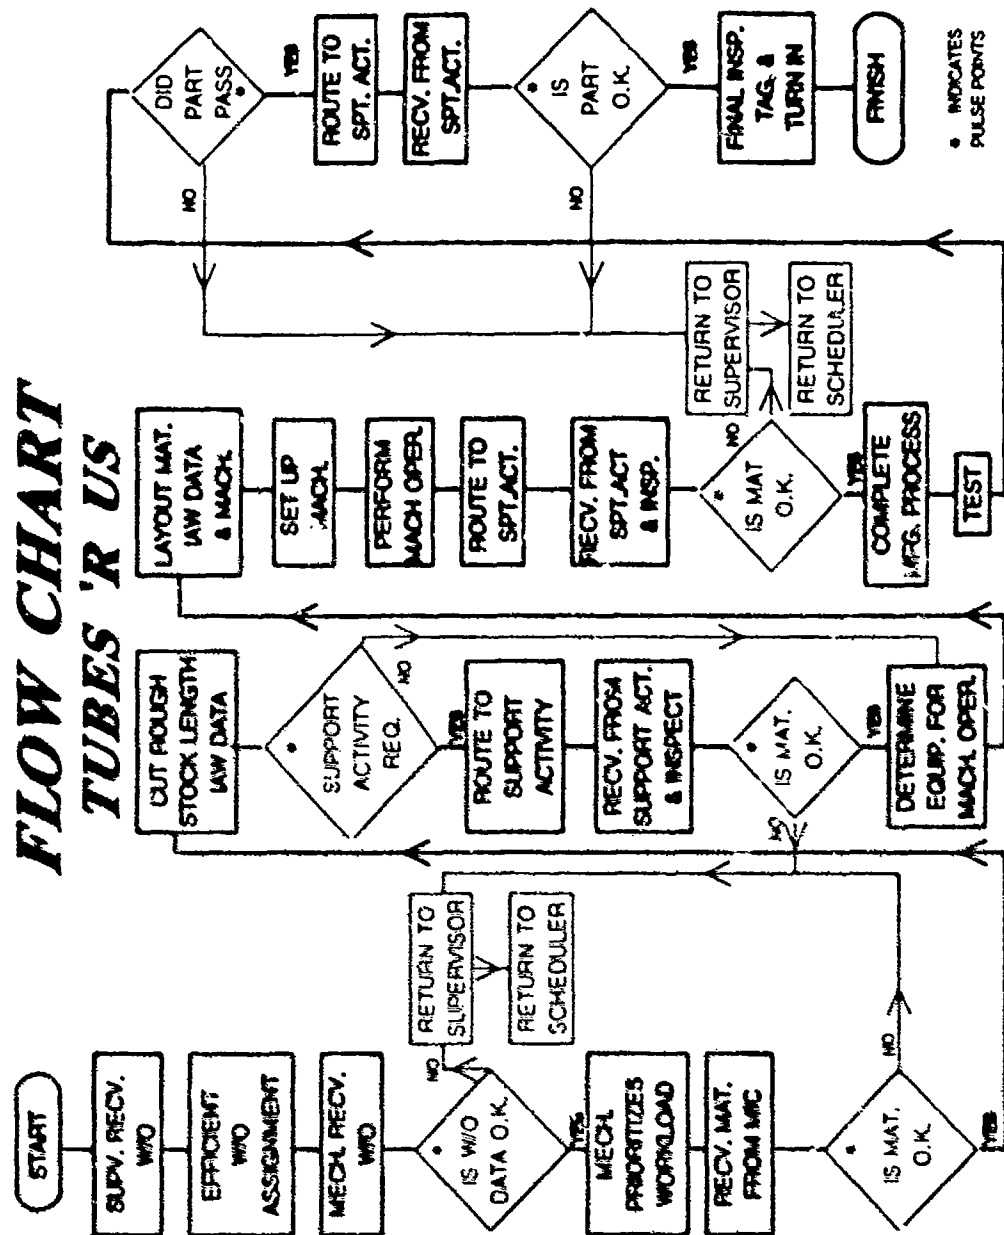 FLOW CHART
TUBES 'R US
START
SUPV. RECV.
W/O
EFFICIENT
W/O
ASSIGNMENT
MECH. RECV.
W/O
*
IS W/O
DATA O.K.
NO
YES
RETURN TO
SUPERVISOR
RETURN TO
SCHEDULER
MECH.
PRIORITIZES
WORKLOAD
RECV. MAT.
FROM MIC
*
IS MAT.
O.K.
NO
YES
CUT ROUGH
STOCK LENGTH
IAW DATA
*
SUPPORT
ACTIVITY
REQ.
NO
YES
ROUTE TO
SUPPORT
ACTIVITY
RECV. FROM
SUPPORT ACT.
& INSPECT
*
IS MAT.
O.K.
NO
YES
DETERMINE
EQUIP. FOR
MACH. OPER.
LAYOUT MAT.
IAW DATA
& MACH.
SET UP
MACH.
PERFORM
MACH OPER.
ROUTE TO
SPT.ACT.
RECV. FROM
SPT.ACT
& INSP.
*
IS MAT
O.K.
NO
YES
RETURN TO
SUPERVISOR
RETURN TO
SCHEDULER
COMPLETE
MFG. PROCESS
TEST
DID
PART
PASS
*
NO
YES
ROUTE TO
SPT. ACT.
RECV. FROM
SPT.ACT.
*
IS
PART
O.K.
NO
YES
FINAL INSP.
TAG. &
TURN IN
FINISH
* INDICATES
PULSE POINTS